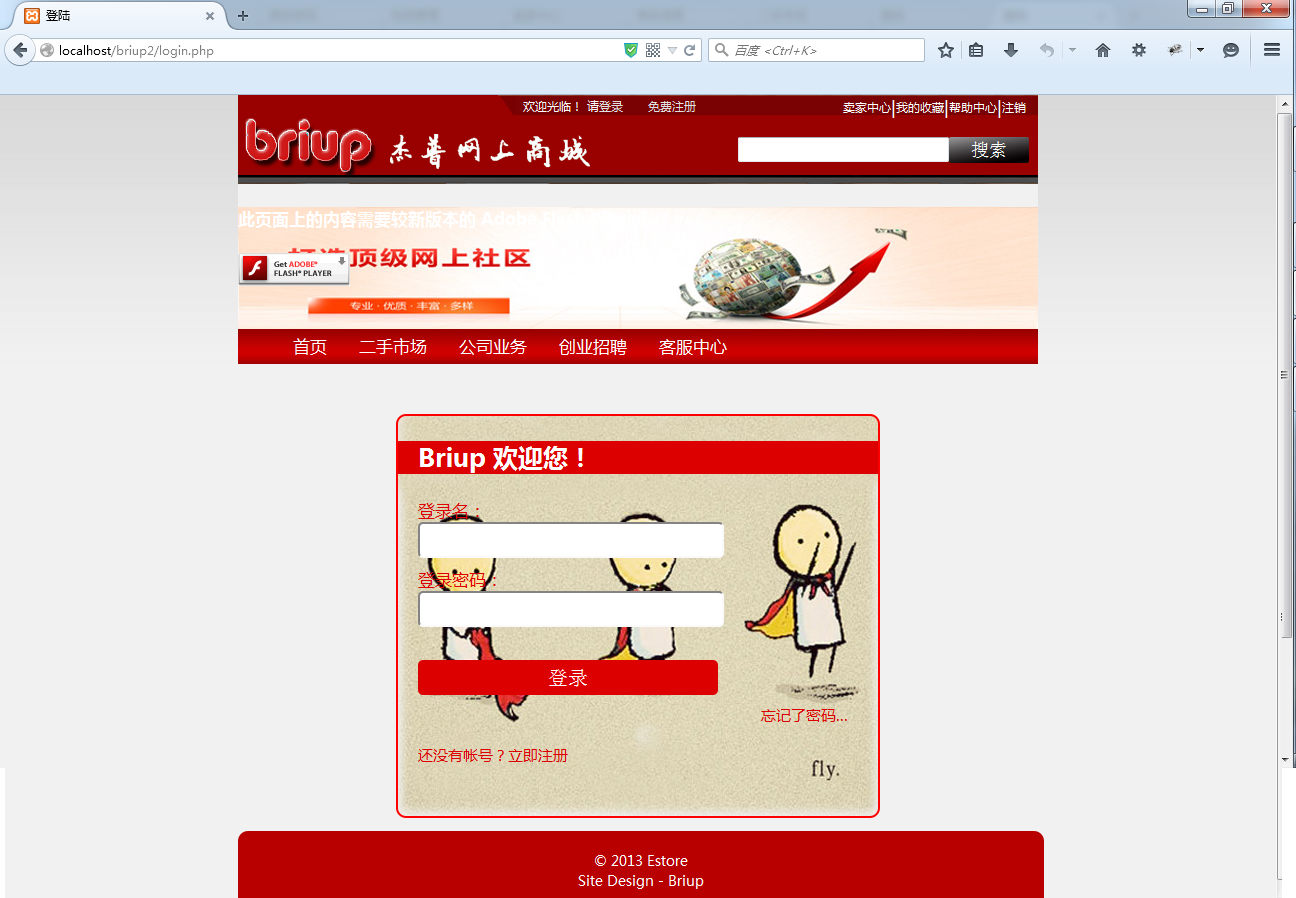 登陆
localhost/briup2/login.php
百度 <Ctrl+K>
欢迎光临！ 请登录 免费注册
卖家中心|我的收藏|帮助中心|注销
briup 杰普网上商城
搜索
此页面上的内容需要较新版本的 Adobe Flash
顶级网上社区
Get ADOBE®
FLASH® PLAYER
专业 · 优质 · 丰富 · 多样
首页 二手市场 公司业务 创业招聘 客服中心
Briup 欢迎您！
登录名：
登录密码：
登录
忘记了密码...
还没有帐号？立即注册
fly.
© 2013 Estore
Site Design - Briup